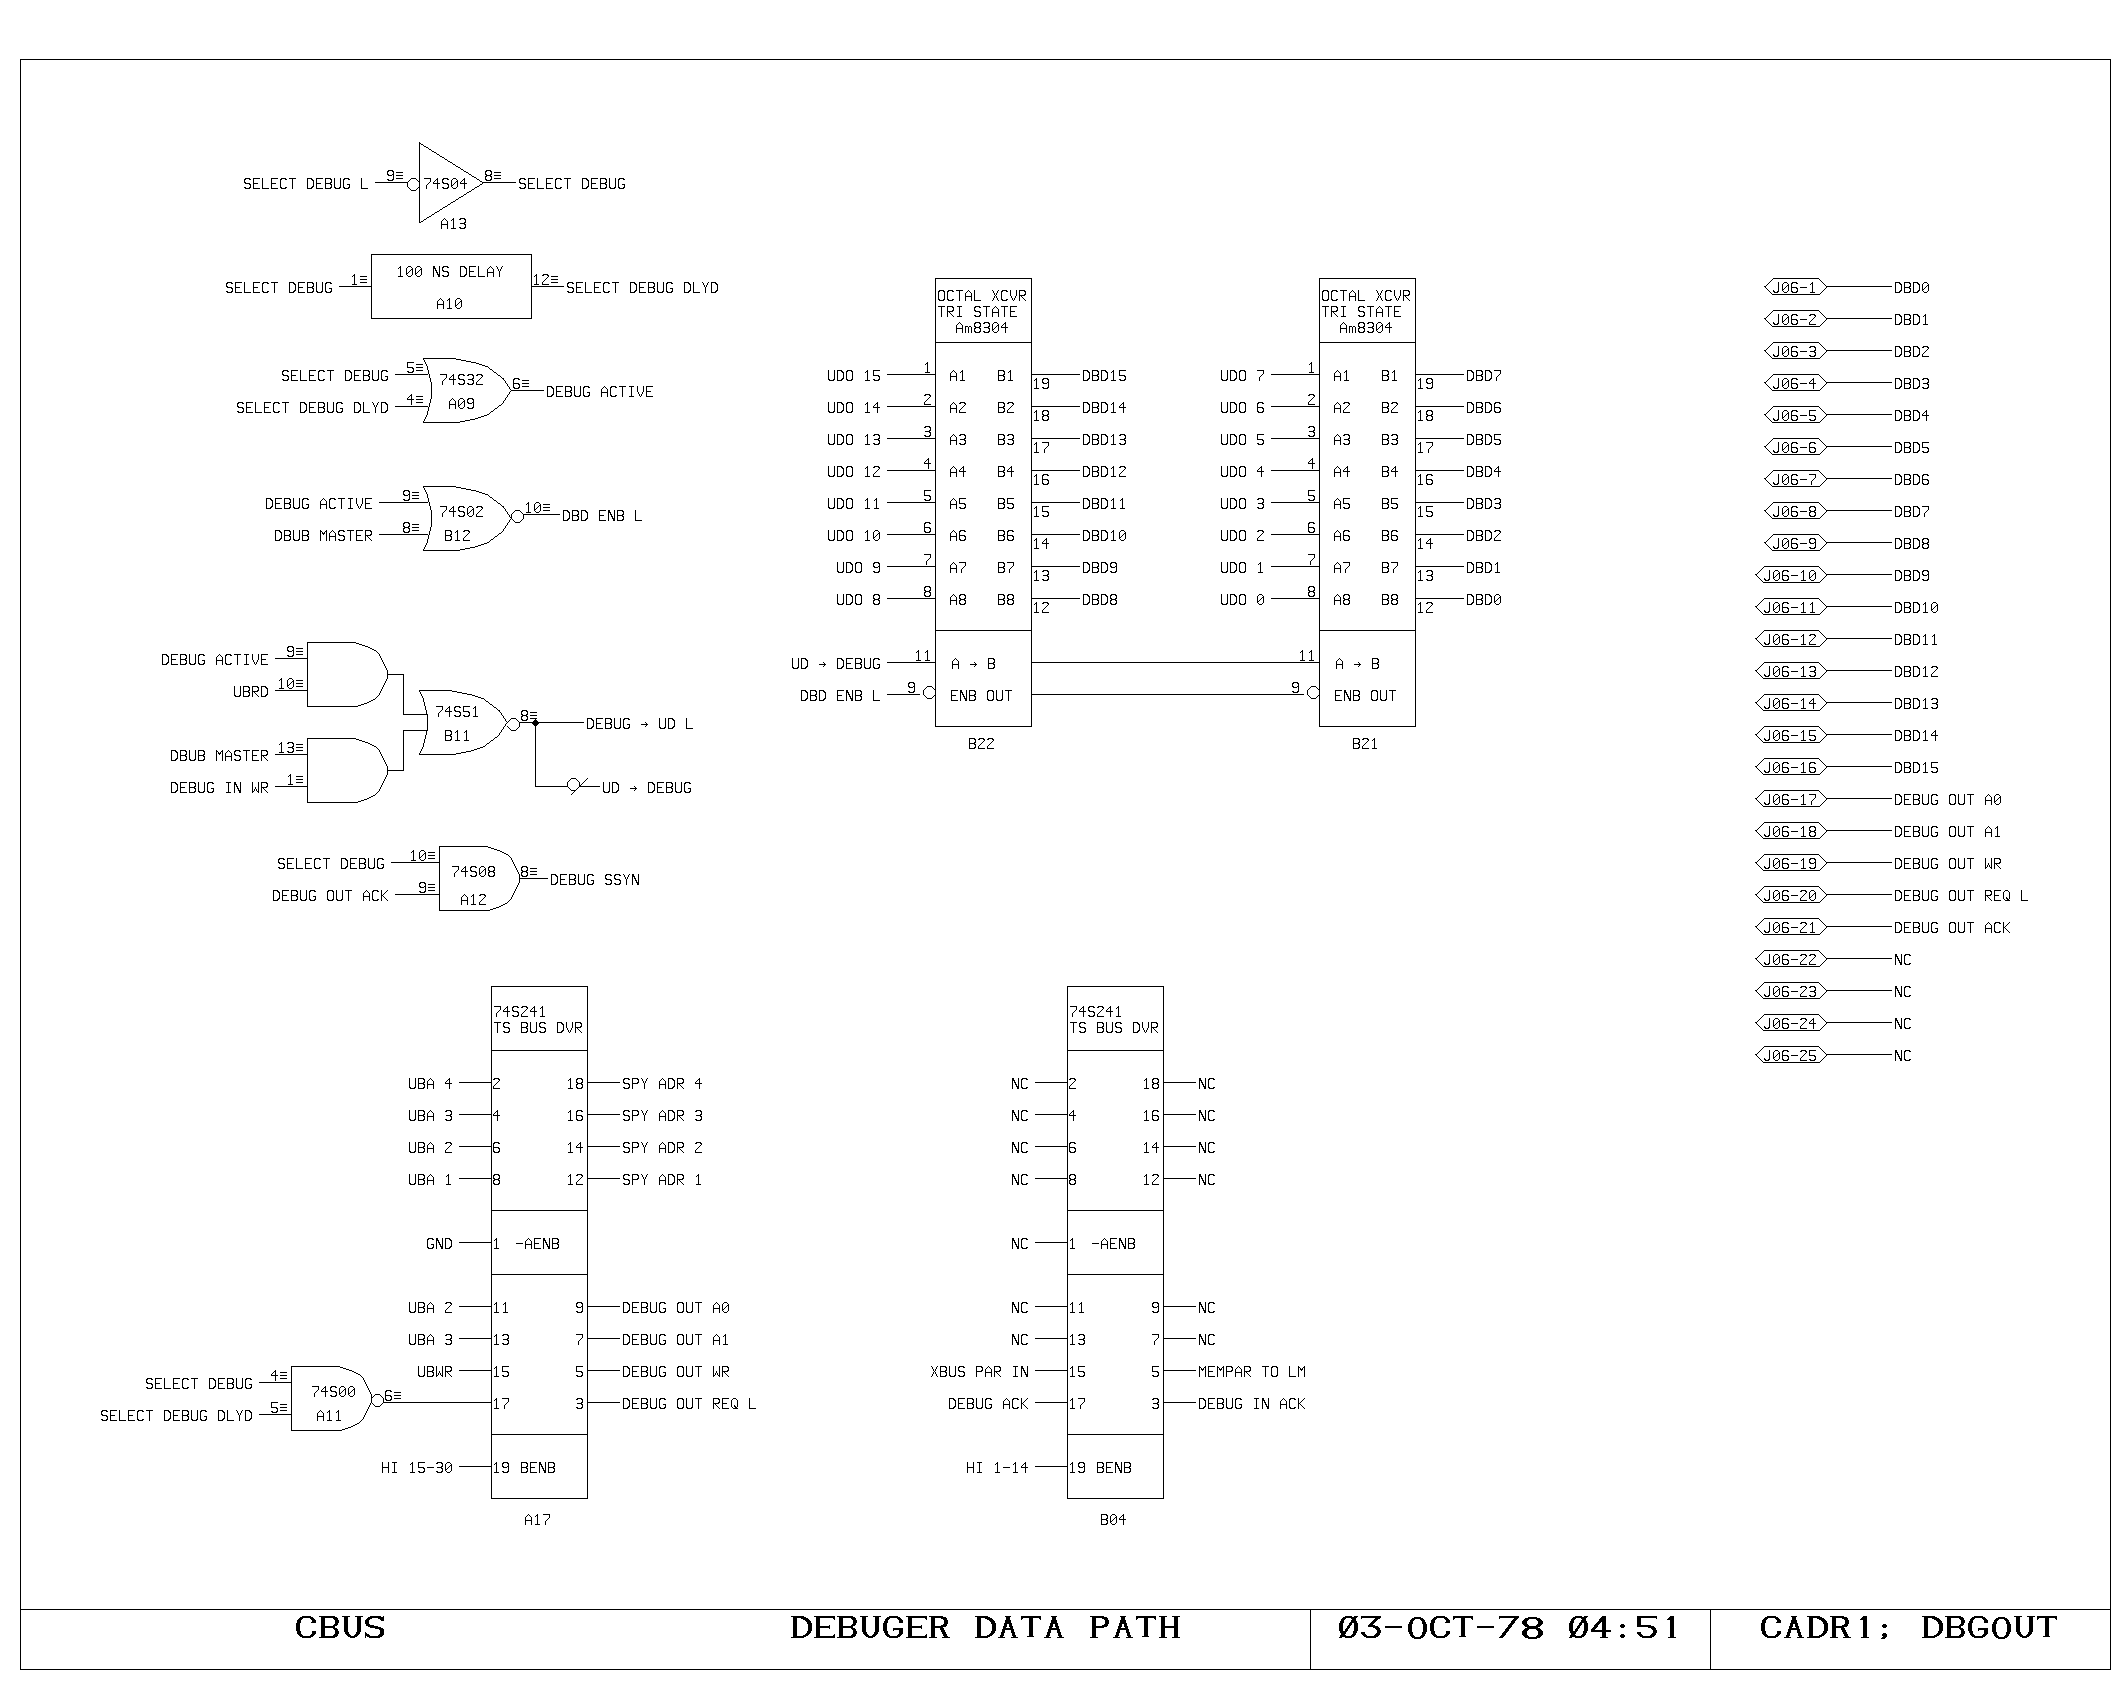 SELECT DEBUG L 9≡ 74S04 8≡ SELECT DEBUG
A13
100 NS DELAY
SELECT DEBUG 1≡ 12≡ SELECT DEBUG DLYD
A10
SELECT DEBUG 5≡ 74S32 6≡ DEBUG ACTIVE
SELECT DEBUG DLYD 4≡ A09
DEBUG ACTIVE 9≡ 74S02 10≡ DBD ENB L
DBUB MASTER 8≡ B12
DEBUG ACTIVE 9≡
UBRD 10≡
74S51 8≡ DEBUG → UD L
B11
DBUB MASTER 13≡
DEBUG IN WR 1≡ UD → DEBUG
SELECT DEBUG 10≡ 74S08 8≡ DEBUG SSYN
DEBUG OUT ACK 9≡ A12
OCTAL XCVR
TRI STATE
Am8304
UDO 15 1 A1 B1 19 DBD15
UDO 14 2 A2 B2 18 DBD14
UDO 13 3 A3 B3 17 DBD13
UDO 12 4 A4 B4 16 DBD12
UDO 11 5 A5 B5 15 DBD11
UDO 10 6 A6 B6 14 DBD10
UDO 9 7 A7 B7 13 DBD9
UDO 8 8 A8 B8 12 DBD8
UD → DEBUG 11 A → B
DBD ENB L 9 ENB OUT
B22
OCTAL XCVR
TRI STATE
Am8304
UDO 7 1 A1 B1 19 DBD7
UDO 6 2 A2 B2 18 DBD6
UDO 5 3 A3 B3 17 DBD5
UDO 4 4 A4 B4 16 DBD4
UDO 3 5 A5 B5 15 DBD3
UDO 2 6 A6 B6 14 DBD2
UDO 1 7 A7 B7 13 DBD1
UDO 0 8 A8 B8 12 DBD0
11 A → B
9 ENB OUT
B21
J06-1 DBD0
J06-2 DBD1
J06-3 DBD2
J06-4 DBD3
J06-5 DBD4
J06-6 DBD5
J06-7 DBD6
J06-8 DBD7
J06-9 DBD8
J06-10 DBD9
J06-11 DBD10
J06-12 DBD11
J06-13 DBD12
J06-14 DBD13
J06-15 DBD14
J06-16 DBD15
J06-17 DEBUG OUT A0
J06-18 DEBUG OUT A1
J06-19 DEBUG OUT WR
J06-20 DEBUG OUT REQ L
J06-21 DEBUG OUT ACK
J06-22 NC
J06-23 NC
J06-24 NC
J06-25 NC
74S241
TS BUS DVR
UBA 4 2 18 SPY ADR 4
UBA 3 4 16 SPY ADR 3
UBA 2 6 14 SPY ADR 2
UBA 1 8 12 SPY ADR 1
GND 1 -AENB
UBA 2 11 9 DEBUG OUT A0
UBA 3 13 7 DEBUG OUT A1
UBWR 15 5 DEBUG OUT WR
17 3 DEBUG OUT REQ L
SELECT DEBUG 4≡ 74S00 6≡
SELECT DEBUG DLYD 5≡ A11
HI 15-30 19 BENB
A17
74S241
TS BUS DVR
NC 2 18 NC
NC 4 16 NC
NC 6 14 NC
NC 8 12 NC
NC 1 -AENB
NC 11 9 NC
NC 13 7 NC
XBUS PAR IN 15 5 MEMPAR TO LM
DEBUG ACK 17 3 DEBUG IN ACK
HI 1-14 19 BENB
B04
CBUS DEBUGER DATA PATH 03-OCT-78 04:51 CADR1; DBGOUT